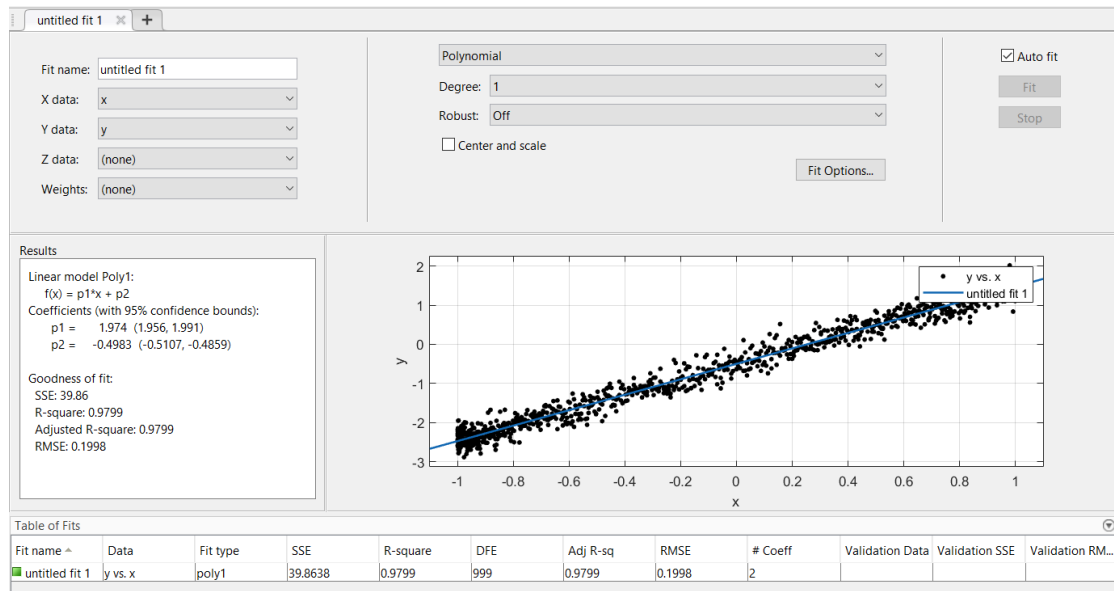 untitled fit 1
Fit name: untitled fit 1
X data: x
Y data: y
Z data: (none)
Weights: (none)
Polynomial
Degree: 1
Robust: Off
Center and scale
Fit Options...
Auto fit
Fit
Stop
Results
Linear model Poly1:
f(x) = p1*x + p2
Coefficients (with 95% confidence bounds):
p1 = 1.974 (1.956, 1.991)
p2 = -0.4983 (-0.5107, -0.4859)
Goodness of fit:
SSE: 39.86
R-square: 0.9799
Adjusted R-square: 0.9799
RMSE: 0.1998
y vs. x
untitled fit 1
2
1
0
-1
-2
-3
y
-1 -0.8 -0.6 -0.4 -0.2 0 0.2 0.4 0.6 0.8 1
x
Table of Fits
Fit name Data Fit type SSE R-square DFE Adj R-sq RMSE # Coeff Validation Data Validation SSE Validation RM...
untitled fit 1 y vs. x poly1 39.8638 0.9799 999 0.9799 0.1998 2